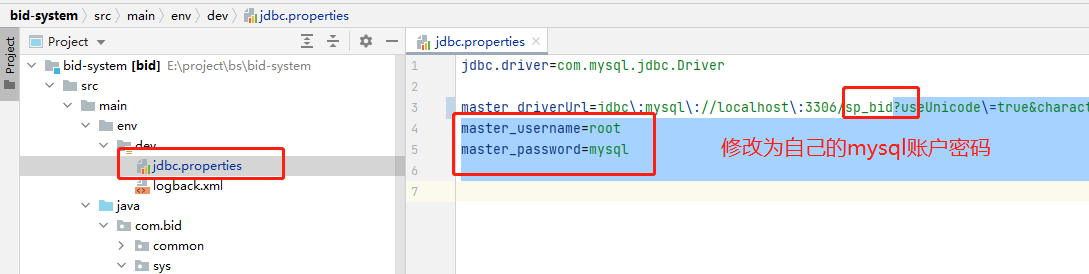 bid-system src main env dev jdbc.properties
Project
Project
jdbc.properties
bid-system [bid] E:\project\bs\bid-system
src
main
env
dev
jdbc.properties
logback.xml
java
com.bid
common
sys
1 jdbc.driver=com.mysql.jdbc.Driver
2
3 master_driverUrl=jdbc\:mysql\://localhost\:3306/sp_bid?useUnicode\=true&charact
4 master_username=root
5 master_password=mysql
6
7
修改为自己的mysql账户密码